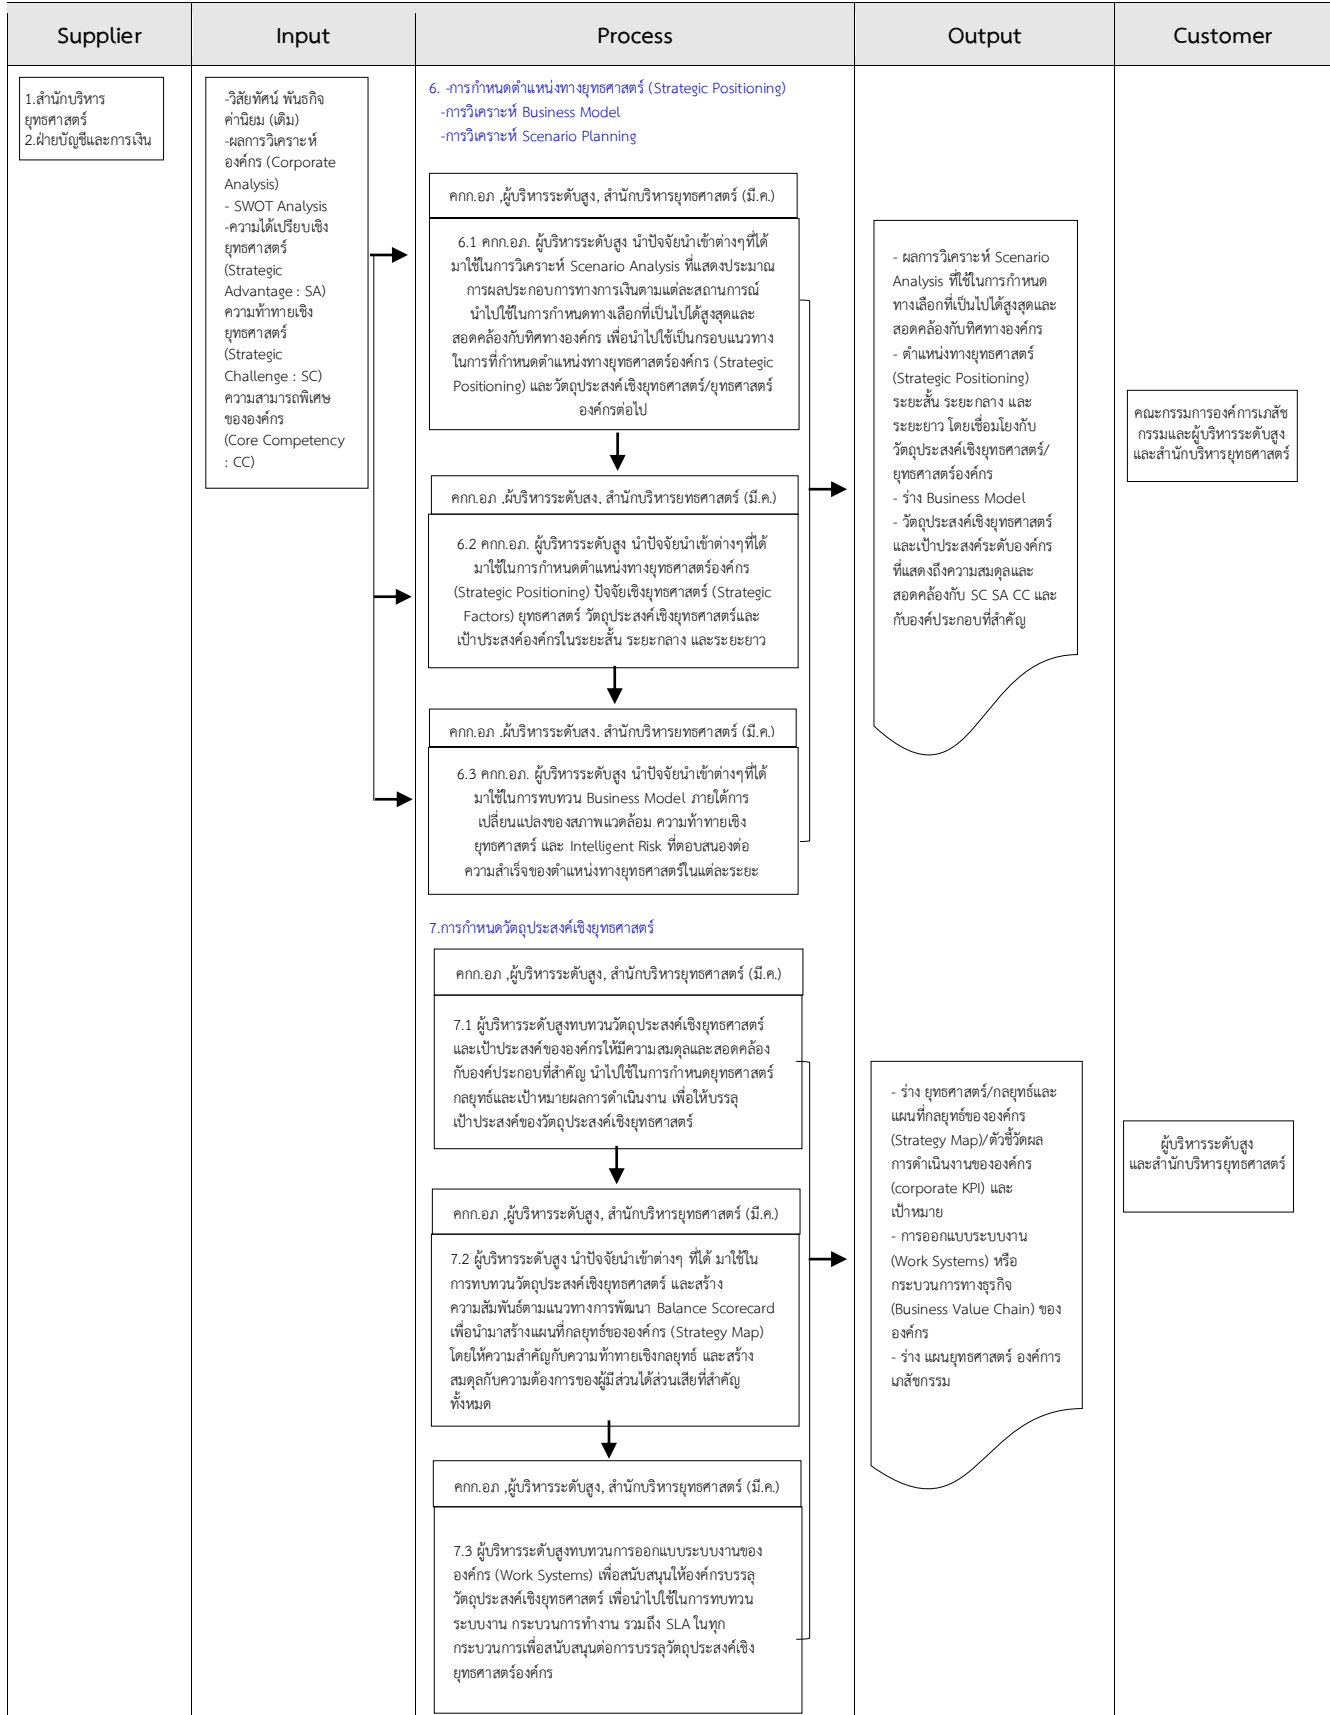 Supplier
Input
Process
Output
Customer
1.สำนักบริหาร
ยุทธศาสตร์
2.ฝ่ายบัญชีและการเงิน
-วิสัยทัศน์ พันธกิจ
ค่านิยม (เดิม)
-ผลการวิเคราะห์
องค์กร (Corporate
Analysis)
- SWOT Analysis
-ความได้เปรียบเชิง
ยุทธศาสตร์
(Strategic
Advantage : SA)
ความท้าทายเชิง
ยุทธศาสตร์
(Strategic
Challenge : SC)
ความสามารถพิเศษ
ขององค์กร
(Core Competency
: CC)
6. -การกำหนดตำแหน่งทางยุทธศาสตร์ (Strategic Positioning)
-การวิเคราะห์ Business Model
-การวิเคราะห์ Scenario Planning
คกก.อภ ,ผู้บริหารระดับสูง, สำนักบริหารยุทธศาสตร์ (มี.ค.)
6.1 คกก.อภ. ผู้บริหารระดับสูง นำปัจจัยนำเข้าต่างๆที่ได้
มาใช้ในการวิเคราะห์ Scenario Analysis ที่แสดงประมาณ
การผลประกอบการทางการเงินตามแต่ละสถานการณ์
นำไปใช้ในการกำหนดทางเลือกที่เป็นไปได้สูงสุดและ
สอดคล้องกับทิศทางองค์กร เพื่อนำไปใช้เป็นกรอบแนวทาง
ในการที่กำหนดตำแหน่งทางยุทธศาสตร์องค์กร (Strategic
Positioning) และวัตถุประสงค์เชิงยุทธศาสตร์/ยุทธศาสตร์
องค์กรต่อไป
คกก.อภ ,ผู้บริหารระดับสูง, สำนักบริหารยุทธศาสตร์ (มี.ค.)
6.2 คกก.อภ. ผู้บริหารระดับสูง นำปัจจัยนำเข้าต่างๆที่ได้
มาใช้ในการกำหนดตำแหน่งทางยุทธศาสตร์องค์กร
(Strategic Positioning) ปัจจัยเชิงยุทธศาสตร์ (Strategic
Factors) ยุทธศาสตร์ วัตถุประสงค์เชิงยุทธศาสตร์และ
เป้าประสงค์องค์กรในระยะสั้น ระยะกลาง และระยะยาว
คกก.อภ ,ผู้บริหารระดับสูง, สำนักบริหารยุทธศาสตร์ (มี.ค.)
6.3 คกก.อภ. ผู้บริหารระดับสูง นำปัจจัยนำเข้าต่างๆที่ได้
มาใช้ในการทบทวน Business Model ภายใต้การ
เปลี่ยนแปลงของสภาพแวดล้อม ความท้าทายเชิง
ยุทธศาสตร์ และ Intelligent Risk ที่ตอบสนองต่อ
ความสำเร็จของตำแหน่งทางยุทธศาสตร์ในแต่ละระยะ
- ผลการวิเคราะห์ Scenario
Analysis ที่ใช้ในการกำหนด
ทางเลือกที่เป็นไปได้สูงสุดและ
สอดคล้องกับทิศทางองค์กร
- ตำแหน่งทางยุทธศาสตร์
(Strategic Positioning)
ระยะสั้น ระยะกลาง และ
ระยะยาว โดยเชื่อมโยงกับ
วัตถุประสงค์เชิงยุทธศาสตร์/
ยุทธศาสตร์องค์กร
- ร่าง Business Model
- วัตถุประสงค์เชิงยุทธศาสตร์
และเป้าประสงค์ระดับองค์กร
ที่แสดงถึงความสมดุลและ
สอดคล้องกับ SC SA CC และ
กับองค์ประกอบที่สำคัญ
คณะกรรมการองค์การเภสัช
กรรมและผู้บริหารระดับสูง
และสำนักบริหารยุทธศาสตร์
7.การกำหนดวัตถุประสงค์เชิงยุทธศาสตร์
คกก.อภ ,ผู้บริหารระดับสูง, สำนักบริหารยุทธศาสตร์ (มี.ค.)
7.1 ผู้บริหารระดับสูงทบทวนวัตถุประสงค์เชิงยุทธศาสตร์
และเป้าประสงค์ขององค์กรให้มีความสมดุลและสอดคล้อง
กับองค์ประกอบที่สำคัญ นำไปใช้ในการกำหนดยุทธศาสตร์
กลยุทธ์และเป้าหมายผลการดำเนินงาน เพื่อให้บรรลุ
เป้าประสงค์ของวัตถุประสงค์เชิงยุทธศาสตร์
คกก.อภ ,ผู้บริหารระดับสูง, สำนักบริหารยุทธศาสตร์ (มี.ค.)
7.2 ผู้บริหารระดับสูง นำปัจจัยนำเข้าต่างๆ ที่ได้ มาใช้ใน
การทบทวนวัตถุประสงค์เชิงยุทธศาสตร์ และสร้าง
ความสัมพันธ์ตามแนวทางการพัฒนา Balance Scorecard
เพื่อนำมาสร้างแผนที่กลยุทธ์ขององค์กร (Strategy Map)
โดยให้ความสำคัญกับความท้าทายเชิงกลยุทธ์ และสร้าง
สมดุลกับความต้องการของผู้มีส่วนได้ส่วนเสียที่สำคัญ
ทั้งหมด
คกก.อภ ,ผู้บริหารระดับสูง, สำนักบริหารยุทธศาสตร์ (มี.ค.)
7.3 ผู้บริหารระดับสูงทบทวนการออกแบบระบบงานของ
องค์กร (Work Systems) เพื่อสนับสนุนให้องค์กรบรรลุ
วัตถุประสงค์เชิงยุทธศาสตร์ เพื่อนำไปใช้ในการทบทวน
ระบบงาน กระบวนการทำงาน รวมถึง SLA ในทุก
กระบวนการเพื่อสนับสนุนต่อการบรรลุวัตถุประสงค์เชิง
ยุทธศาสตร์องค์กร
- ร่าง ยุทธศาสตร์/กลยุทธ์และ
แผนที่กลยุทธ์ขององค์กร
(Strategy Map)/ตัวชี้วัดผล
การดำเนินงานขององค์กร
(corporate KPI) และ
เป้าหมาย
- การออกแบบระบบงาน
(Work Systems) หรือ
กระบวนการทางธุรกิจ
(Business Value Chain) ของ
องค์กร
- ร่าง แผนยุทธศาสตร์ องค์การ
เภสัชกรรม
ผู้บริหารระดับสูง
และสำนักบริหารยุทธศาสตร์